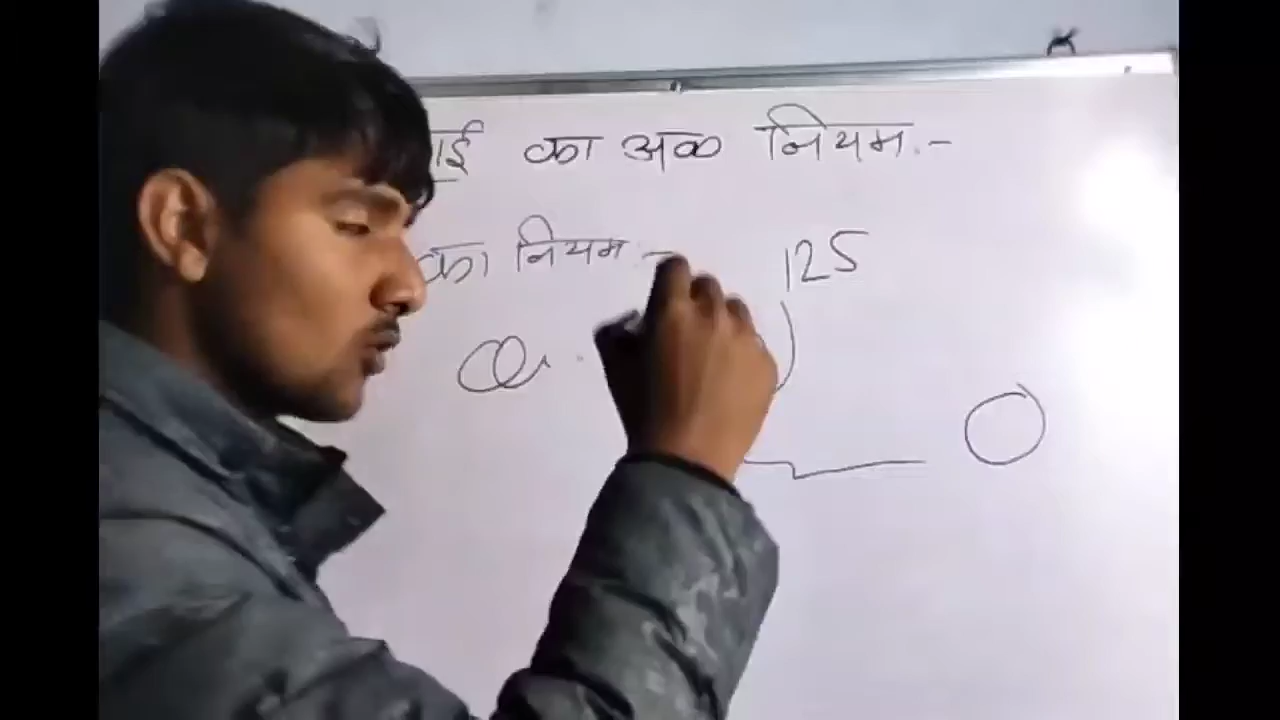 ाई का अंक नियम :-
का नियम :-
125